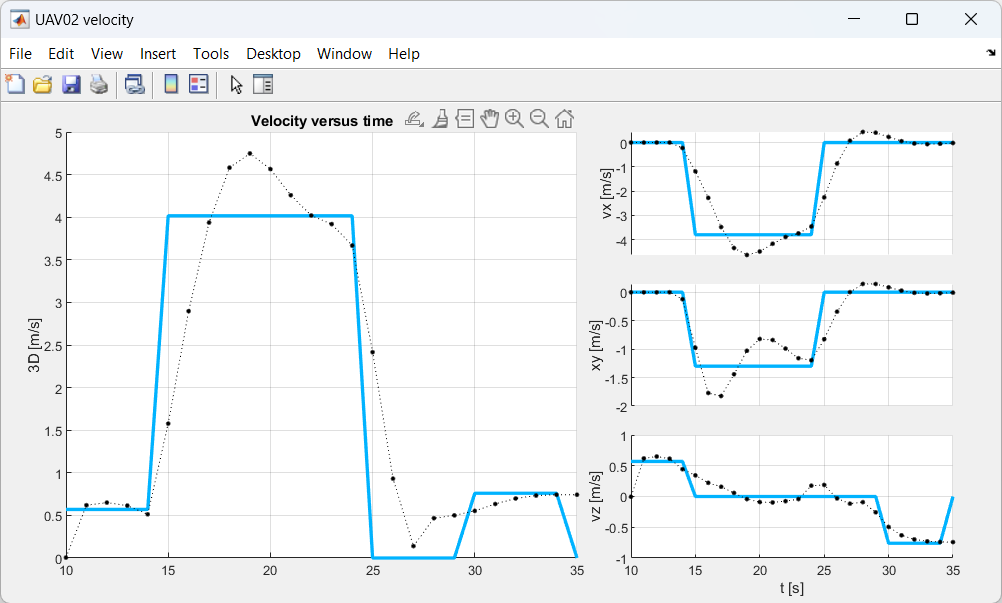 UAV02 velocity
File Edit View Insert Tools Desktop Window Help
Velocity versus time
5
4.5
4
3.5
3
2.5
2
1.5
1
0.5
0
3D [m/s]
10 15 20 25 30 35
0
-1
-2
-3
-4
vx [m/s]
0
-0.5
-1
-1.5
-2
xy [m/s]
1
0.5
0
-0.5
-1
vz [m/s]
10 15 20 25 30 35
t [s]